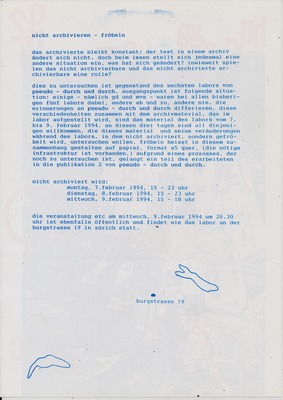 nicht archivieren - fröbeln
das archivierte bleibt konstant: der text in einem archiv
ändert sich nicht. doch beim lesen stellt sich jedesmal eine
andere situation ein. was hat sich geändert? inwieweit spie-
len das nicht archivierbare und das nicht archivierte ar-
chivierbare eine rolle?
dies zu untersuchen ist gegenstand des sechsten labors von
pseudo - durch und durch. ausgangspunkt ist folgende situa-
tion: einige - nämlich gö und mvs - waren bei allen bisheri-
gen fünf labors dabei, andere ab und zu, andere nie. die
erinnerungen an pseudo - durch und durch differieren. diese
verschiedenheiten zusammen mit dem archivmaterial, das im
labor aufgestellt wird, sind das material des labors vom 7.
bis 9. februar 1994. an diesen drei tagen sind all diejeni-
gen willkommen, die dieses material und seine veränderungen
während des labors, in dem nicht archiviert, sondern gefrö-
belt wird, untersuchen wollen. fröbeln heisst in diesem zu-
sammenhang gestalten auf papier, format a5 quer. (die nötige
infrastruktur ist vorhanden.) aufgrund eines prozesses, der
noch zu untersuchen ist, gelangt ein teil des erarbeiteten
in die publikation 2 von pseudo - durch und durch.
nicht archiviert wird:
montag, 7.februar 1994, 15 - 23 uhr
dienstag, 8.februar 1994, 15 - 23 uhr
mittwoch, 9.februar 1994, 15 - 18 uhr
die veranstaltung etc am mittwoch, 9.februar 1994 um 20.30
uhr ist ebenfalls öffentlich und findet wie das labor an der
burgstrasse 19 in zürich statt.
burgstrasse 19